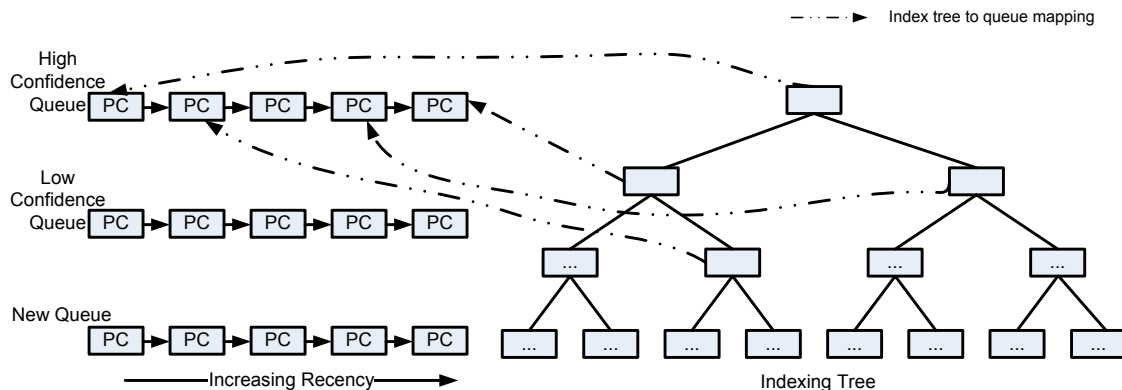 Index tree to queue mapping
High
Confidence
Queue
PC PC PC PC PC
Low
Confidence
Queue
PC PC PC PC PC
... ... ...
New Queue
PC PC PC PC PC
... ... ... ... ... ... ... ...
Increasing Recency
Indexing Tree